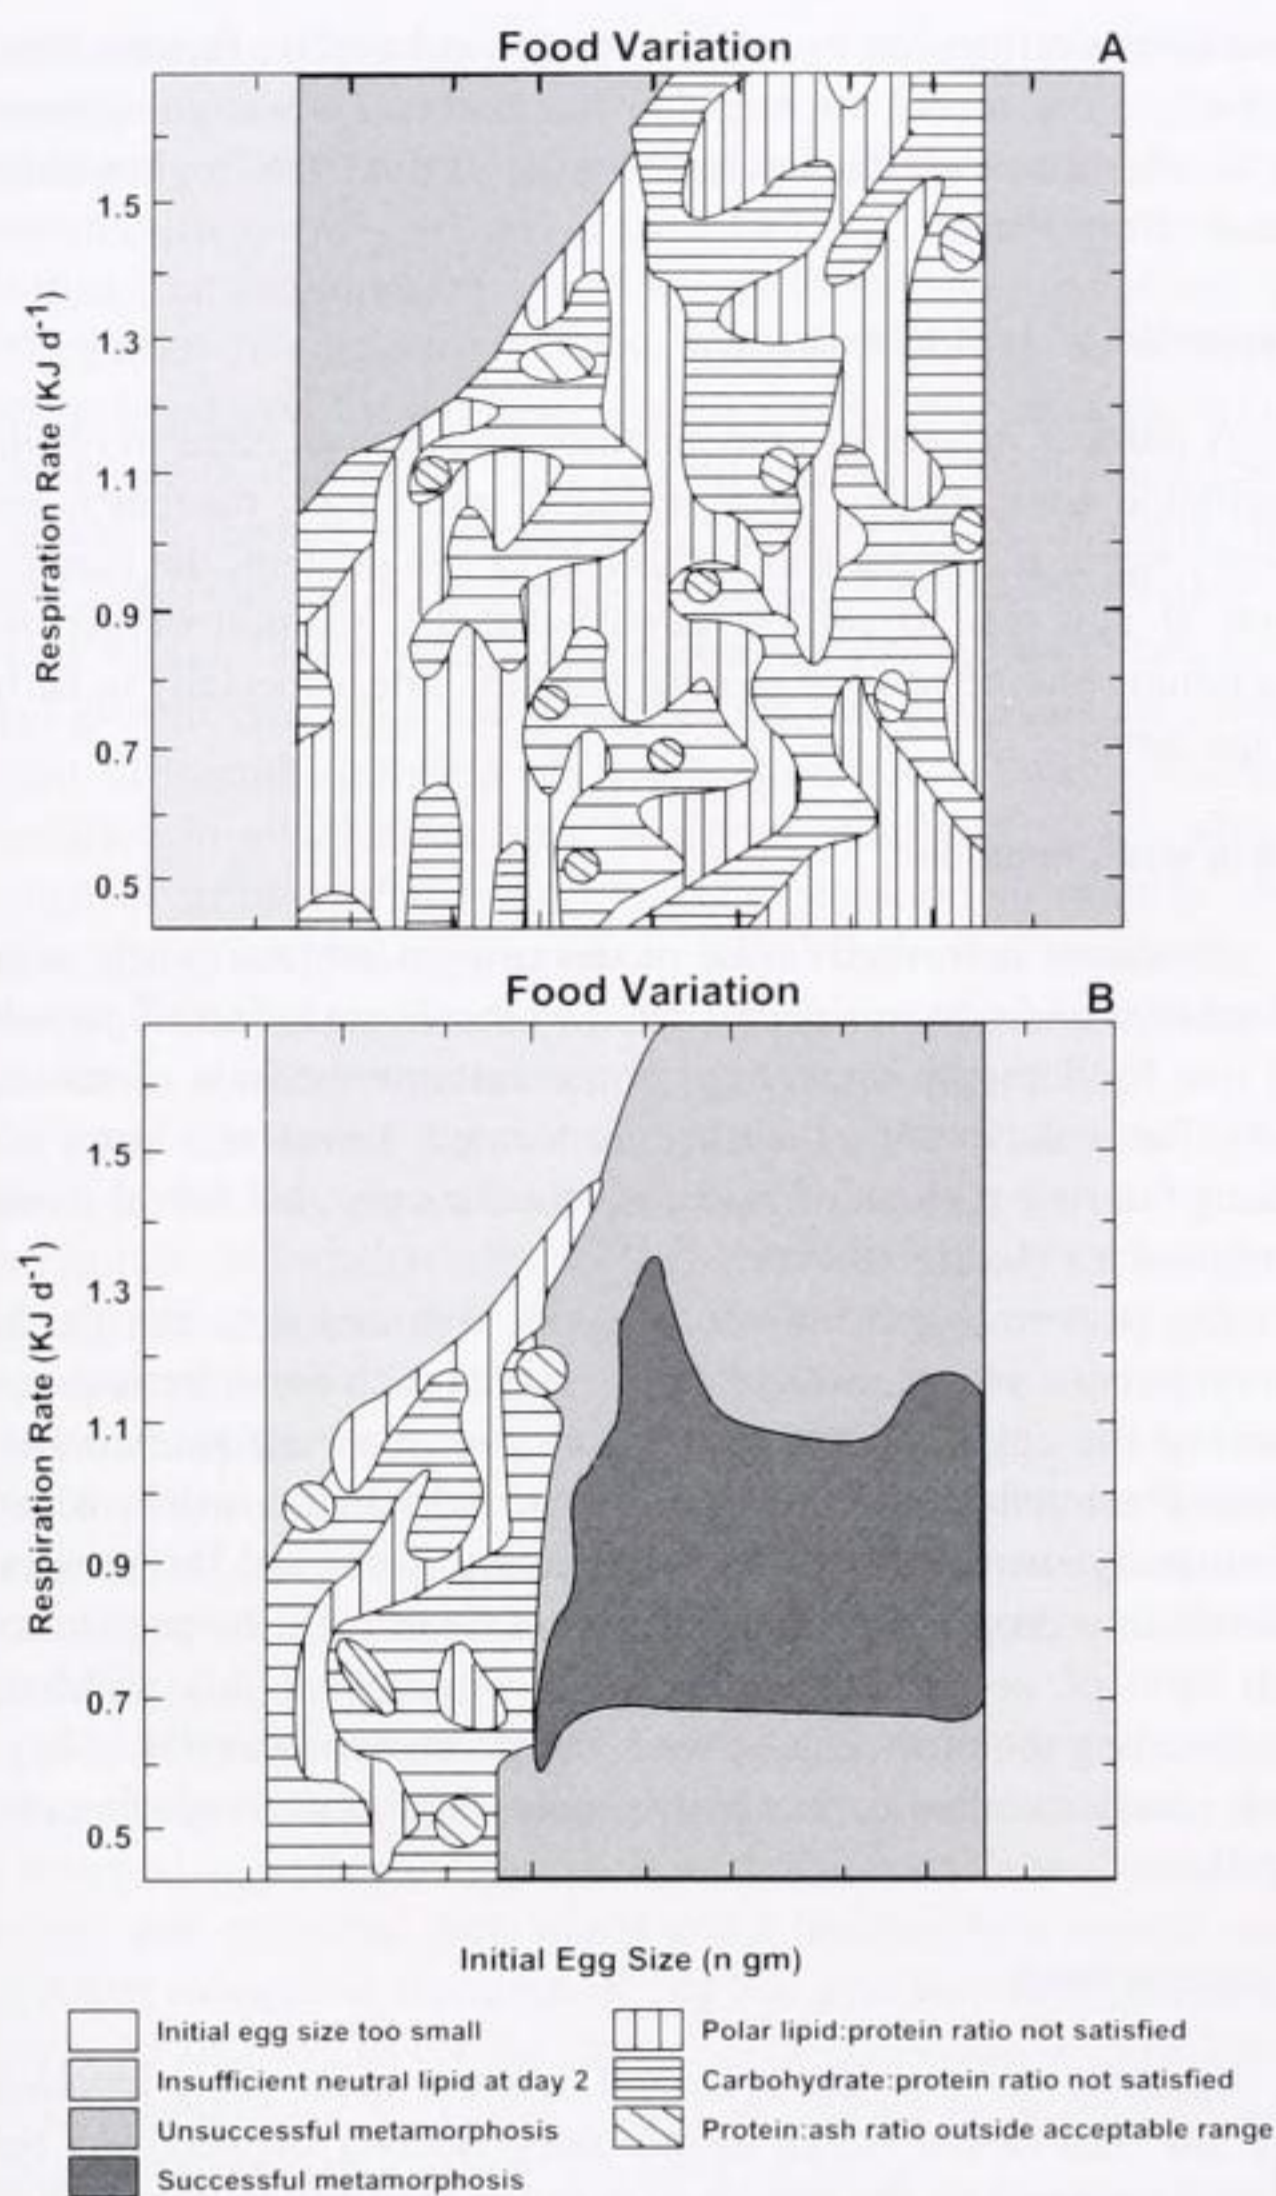 Food Variation A
Respiration Rate (KJ d-1)
1.5
1.3
1.1
0.9
0.7
0.5
Food Variation B
Respiration Rate (KJ d-1)
1.5
1.3
1.1
0.9
0.7
0.5
Initial Egg Size (n gm)
Initial egg size too small
Insufficient neutral lipid at day 2
Unsuccessful metamorphosis
Successful metamorphosis
Polar lipid:protein ratio not satisfied
Carbohydrate:protein ratio not satisfied
Protein:ash ratio outside acceptable range